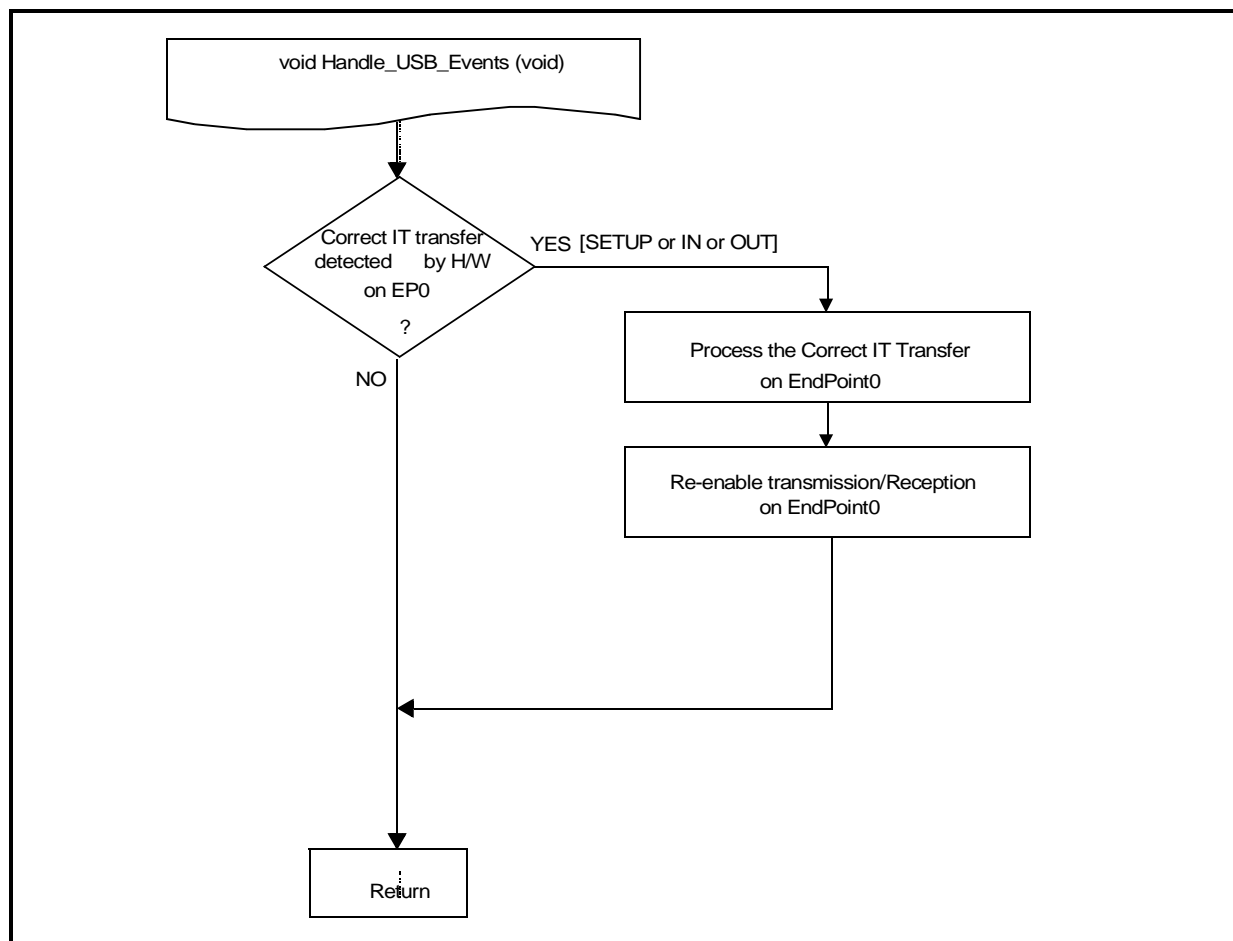 void Handle_USB_Events (void)
Correct IT transfer
detected by H/W
on EP0
?
YES [SETUP or IN or OUT]
Process the Correct IT Transfer
on EndPoint0
NO
Re-enable transmission/Reception
on EndPoint0
Return